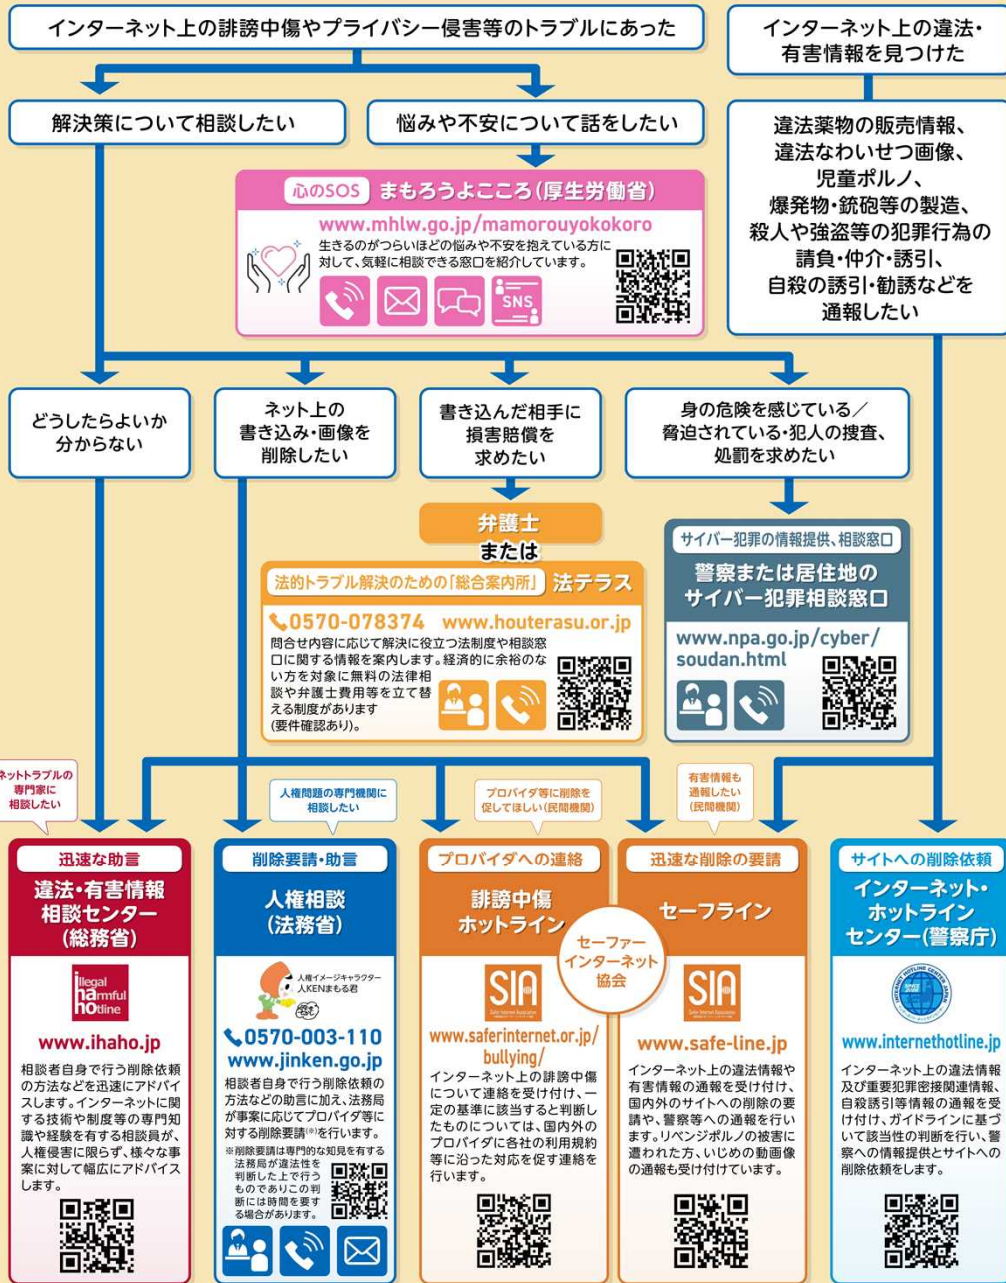 インターネット上の誹謗中傷やプライバシー侵害等のトラブルにあった
インターネット上の違法・
有害情報を見つけた
解決策について相談したい
悩みや不安について話をしたい
違法薬物の販売情報、
違法なわいせつ画像、
児童ポルノ、
爆発物・銃砲等の製造、
殺人や強盗等の犯罪行為の
請負・仲介・誘引、
自殺の誘引・勧誘などを
通報したい
心のSOS まもろうよこころ(厚生労働省)
www.mhlw.go.jp/mamorouyokokoro
生きるのがつらいほどの悩みや不安を抱えている方に
対して、気軽に相談できる窓口を紹介しています。
SNS
どうしたらよいか
分からない
ネット上の
書き込み・画像を
削除したい
書き込んだ相手に
損害賠償を
求めたい
身の危険を感じている/
脅迫されている・犯人の捜査、
処罰を求めたい
弁護士
または
法的トラブル解決のための「総合案内所」 法テラス
0570-078374 www.houterasu.or.jp
問合せ内容に応じて解決に役立つ法制度や相談窓
口に関する情報を案内します。経済的に余裕のな
い方を対象に無料の法律相
談や弁護士費用等を立て替
える制度があります
(要件確認あり)。
サイバー犯罪の情報提供、相談窓口
警察または居住地の
サイバー犯罪相談窓口
www.npa.go.jp/cyber/
soudan.html
ネットトラブルの
専門家に
相談したい
人権問題の専門機関に
相談したい
プロバイダ等に削除を
促してほしい(民間機関)
有害情報も
通報したい
(民間機関)
迅速な助言
違法・有害情報
相談センター
(総務省)
illegal
harmful
hotline
www.ihaho.jp
相談者自身で行う削除依頼
の方法などを迅速にアドバイ
スします。インターネットに関
する技術や制度等の専門知
識や経験を有する相談員が、
人権侵害に限らず、様々な事
案に対して幅広にアドバイス
します。
削除要請・助言
人権相談
(法務省)
人権イメージキャラクター
人KENまもる君
0570-003-110
www.jinken.go.jp
相談者自身で行う削除依頼の
方法などの助言に加え、法務局
が事案に応じてプロバイダ等に
対する削除要請(※)を行います。
※削除要請は専門的な知見を有する
法務局が違法性を
判断した上で行う
ものでありこの判
断には時間を要す
る場合があります。
プロバイダへの連絡
誹謗中傷
ホットライン
SIA
Safer Internet Association
www.saferinternet.or.jp/
bullying/
インターネット上の誹謗中傷
について連絡を受け付け、一
定の基準に該当すると判断し
たものについては、国内外の
プロバイダに各社の利用規約
等に沿った対応を促す連絡を
行います。
セーファー
インターネット
協会
迅速な削除の要請
セーフライン
SIA
Safer Internet Association
www.safe-line.jp
インターネット上の違法情報や
有害情報の通報を受け付け、
国内外のサイトへの削除の要
請や、警察等への通報を行い
ます。リベンジポルノの被害に
遭われた方、いじめの動画像
の通報も受け付けています。
サイトへの削除依頼
インターネット・
ホットライン
センター(警察庁)
INTERNET HOTLINE CENTER JAPAN
www.internethotline.jp
インターネット上の違法情報
及び重要犯罪密接関連情報、
自殺誘引等情報の通報を受
け付け、ガイドラインに基づ
いて該当性の判断を行い、警
察への情報提供とサイトへの
削除依頼をします。